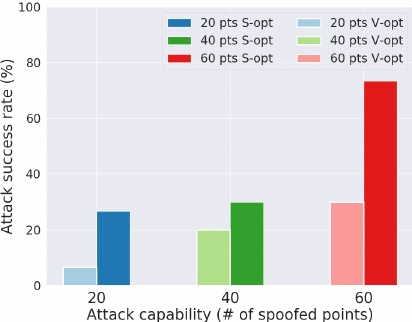 100
80
60
40
20
0
Attack success rate (%)
20 pts S-opt
40 pts S-opt
60 pts S-opt
20 pts V-opt
40 pts V-opt
60 pts V-opt
20
40
60
Attack capability (# of spoofed points)